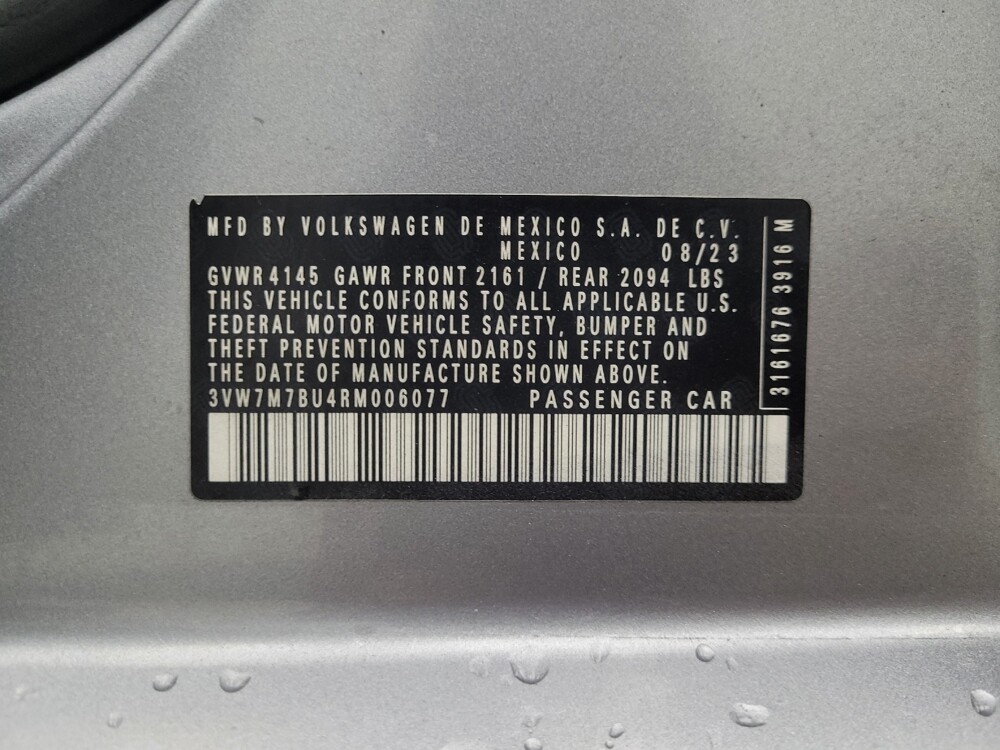 MFD BY VOLKSWAGEN DE MEXICO S.A. DE C.V.
MEXICO 08/23
GVWR 4145 GAWR FRONT 2161 / REAR 2094 LBS
THIS VEHICLE CONFORMS TO ALL APPLICABLE U.S.
FEDERAL MOTOR VEHICLE SAFETY, BUMPER AND
THEFT PREVENTION STANDARDS IN EFFECT ON
THE DATE OF MANUFACTURE SHOWN ABOVE.
3VW7M7BU4RM006077 PASSENGER CAR
3161676 3916 M